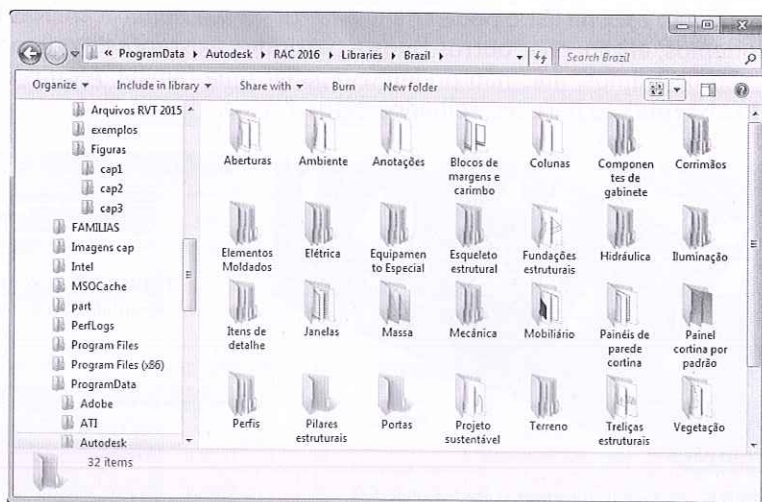 « ProgramData ▸ Autodesk ▸ RAC 2016 ▸ Libraries ▸ Brazil ▸
Search Brazil
Organize ▾ Include in library ▾ Share with ▾ Burn New folder
Arquivos RVT 2015
exemplos
Figuras
cap1
cap2
cap3
FAMILIAS
Imagens cap
Intel
MSOCache
part
PerfLogs
Program Files
Program Files (x86)
ProgramData
Adobe
ATI
Autodesk
Aberturas
Ambiente
Anotações
Blocos de
margens e
carimbo
Colunas
Componen
tes de
gabinete
Corrimãos
Elementos
Moldados
Elétrica
Equipamen
to Especial
Esqueleto
estrutural
Fundações
estruturais
Hidráulica
Iluminação
Itens de
detalhe
Janelas
Massa
Mecânica
Mobiliário
Painéis de
parede
cortina
Painel
cortina por
padrão
Perfis
Pilares
estruturais
Portas
Projeto
sustentável
Terreno
Treliças
estruturais
Vegetação
32 items